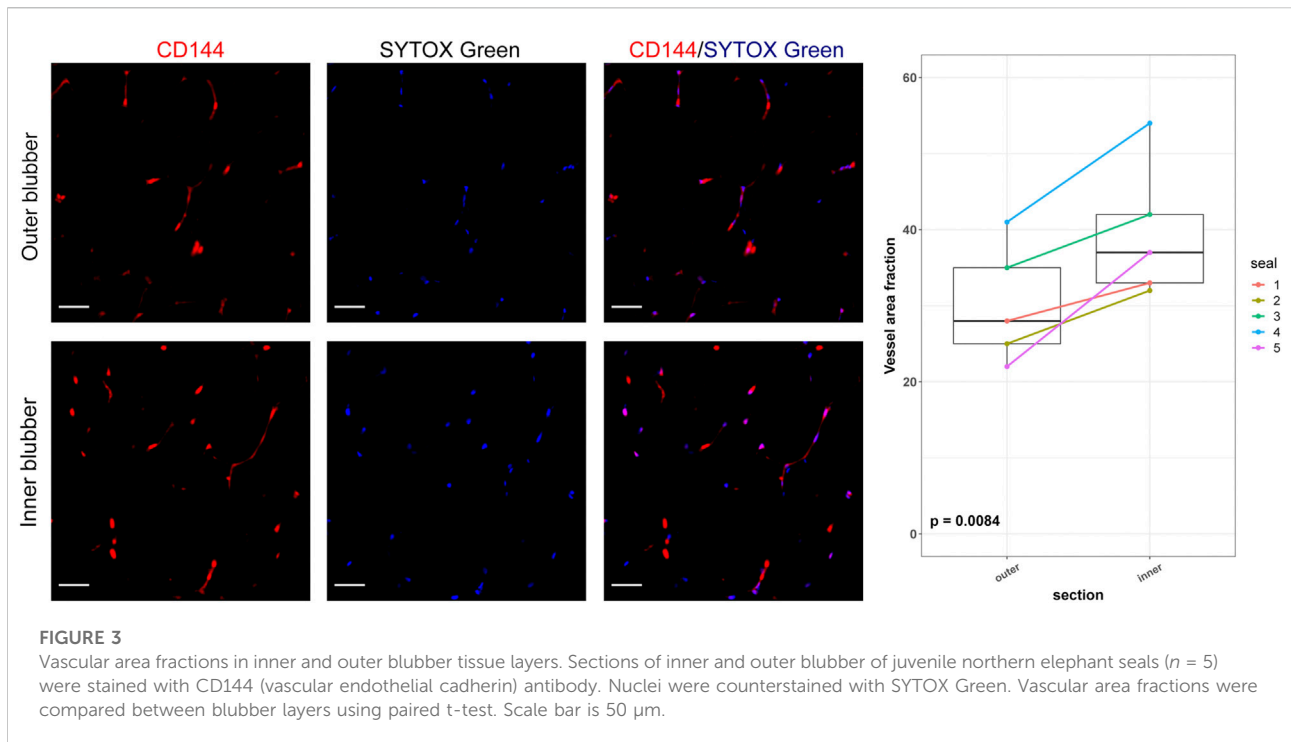 CD144
SYTOX Green
CD144/SYTOX Green
Outer blubber
Inner blubber
60
40
20
0
Vessel area fraction
p = 0.0084
outer
inner
section
seal
1
2
3
4
5
FIGURE 3
Vascular area fractions in inner and outer blubber tissue layers. Sections of inner and outer blubber of juvenile northern elephant seals (n = 5)
were stained with CD144 (vascular endothelial cadherin) antibody. Nuclei were counterstained with SYTOX Green. Vascular area fractions were
compared between blubber layers using paired t-test. Scale bar is 50 μm.